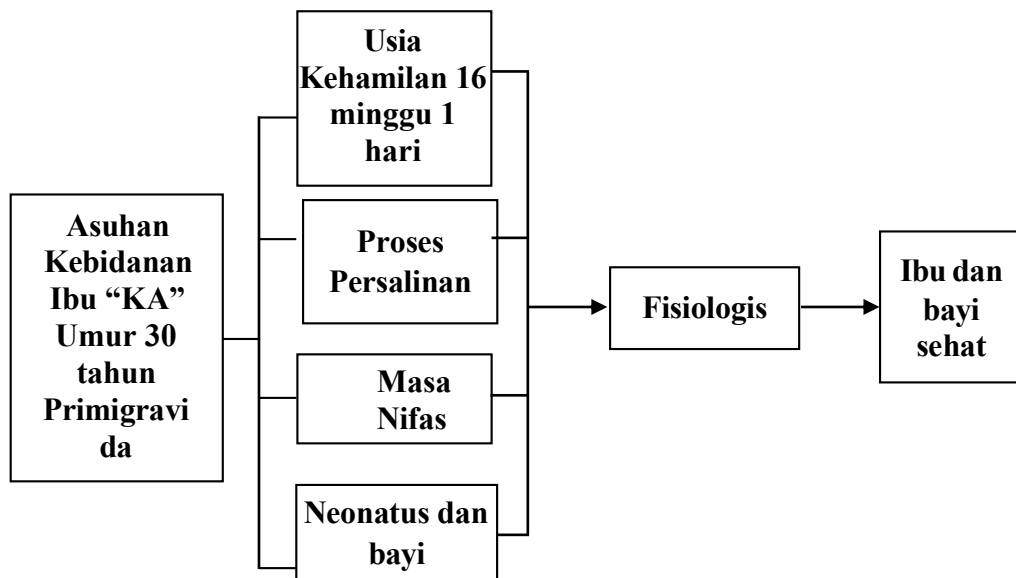 Usia
Kehamilan 16
minggu 1
hari
Asuhan
Kebidanan
Ibu “KA”
Umur 30
tahun
Primigravi
da
Proses
Persalinan
Masa
Nifas
Neonatus dan
bayi
Fisiologis
Ibu dan
bayi
sehat